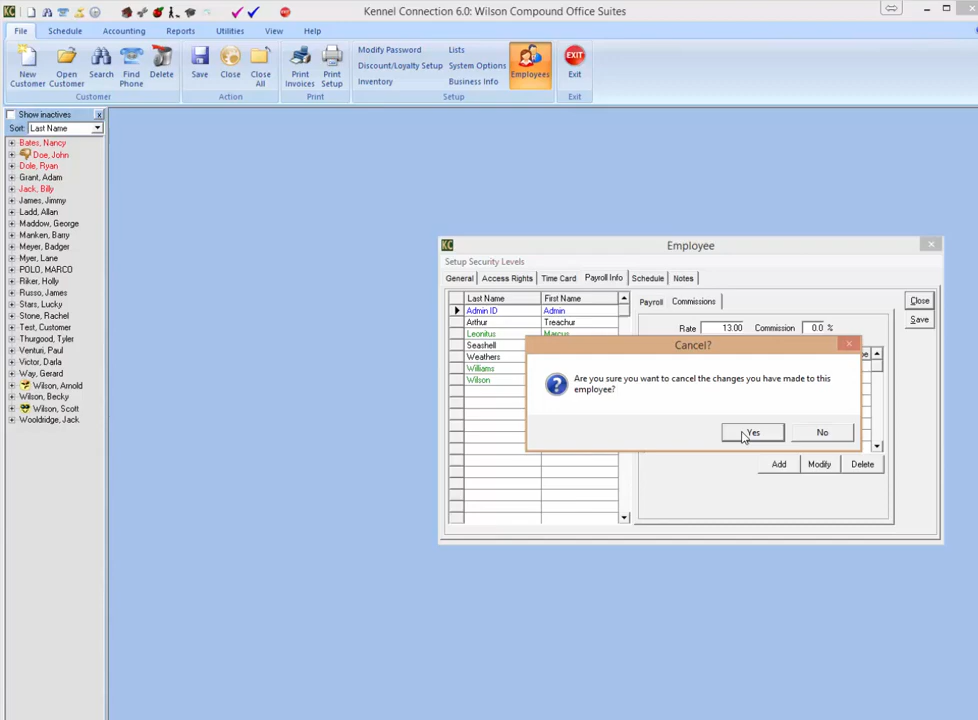 KC Kennel Connection 6.0: Wilson Compound Office Suites
File Schedule Accounting Reports Utilities View Help
New Customer
Open Customer
Search
Find Phone
Delete
Customer
Save
Close
Close All
Action
Print Invoices
Print Setup
Print
Modify Password
Discount/Loyalty Setup
Inventory
Lists
System Options
Business Info
Employees
Setup
EXIT
Exit
Exit
Show inactives x
Sort: Last Name
Bates, Nancy
Doe, John
Dole, Ryan
Grant, Adam
Jack, Billy
James, Jimmy
Ladd, Allan
Maddow, George
Manken, Barry
Meyer, Badger
Myer, Lane
POLO, MARCO
Riker, Holly
Russo, James
Stars, Lucky
Stone, Rachel
Test, Customer
Thurgood, Tyler
Venturi, Paul
Victor, Darla
Way, Gerard
Wilson, Arnold
Wilson, Becky
Wilson, Scott
Wooldridge, Jack
KC Employee
Setup Security Levels
General Access Rights Time Card Payroll Info Schedule Notes
Last Name First Name
Admin ID Admin
Arthur Treachur
Leonitus Marcus
Seashell
Weathers
Williams
Wilson
Payroll Commissions
Rate 13.00 Commission 0.0 %
Close
Save
Cancel?
Are you sure you want to cancel the changes you have made to this
employee?
Yes No
Add Modify Delete